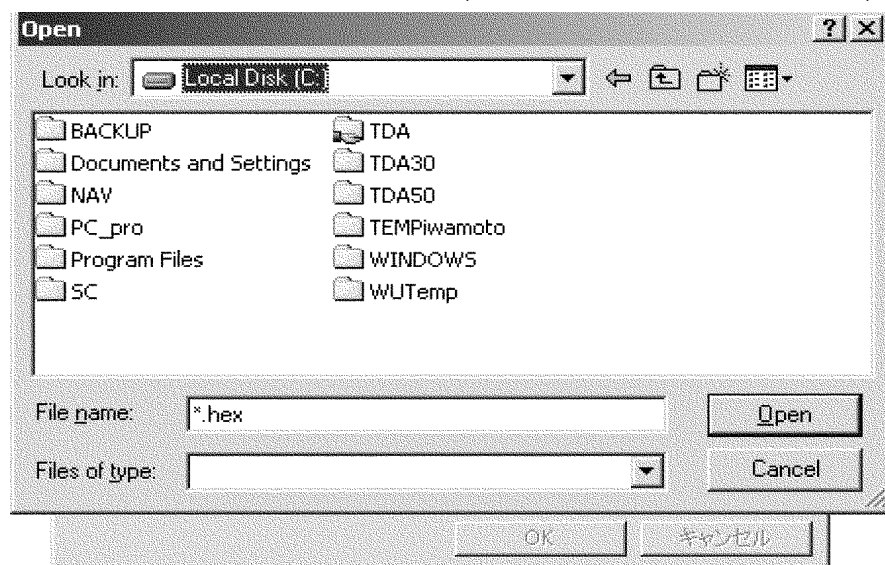 Open
Look in: Local Disk (C:)
BACKUP
Documents and Settings
NAV
PC_pro
Program Files
SC
TDA
TDA30
TDA50
TEMPiwamoto
WINDOWS
WUTemp
File name: *.hex Open
Files of type: Cancel
OK キャンセル